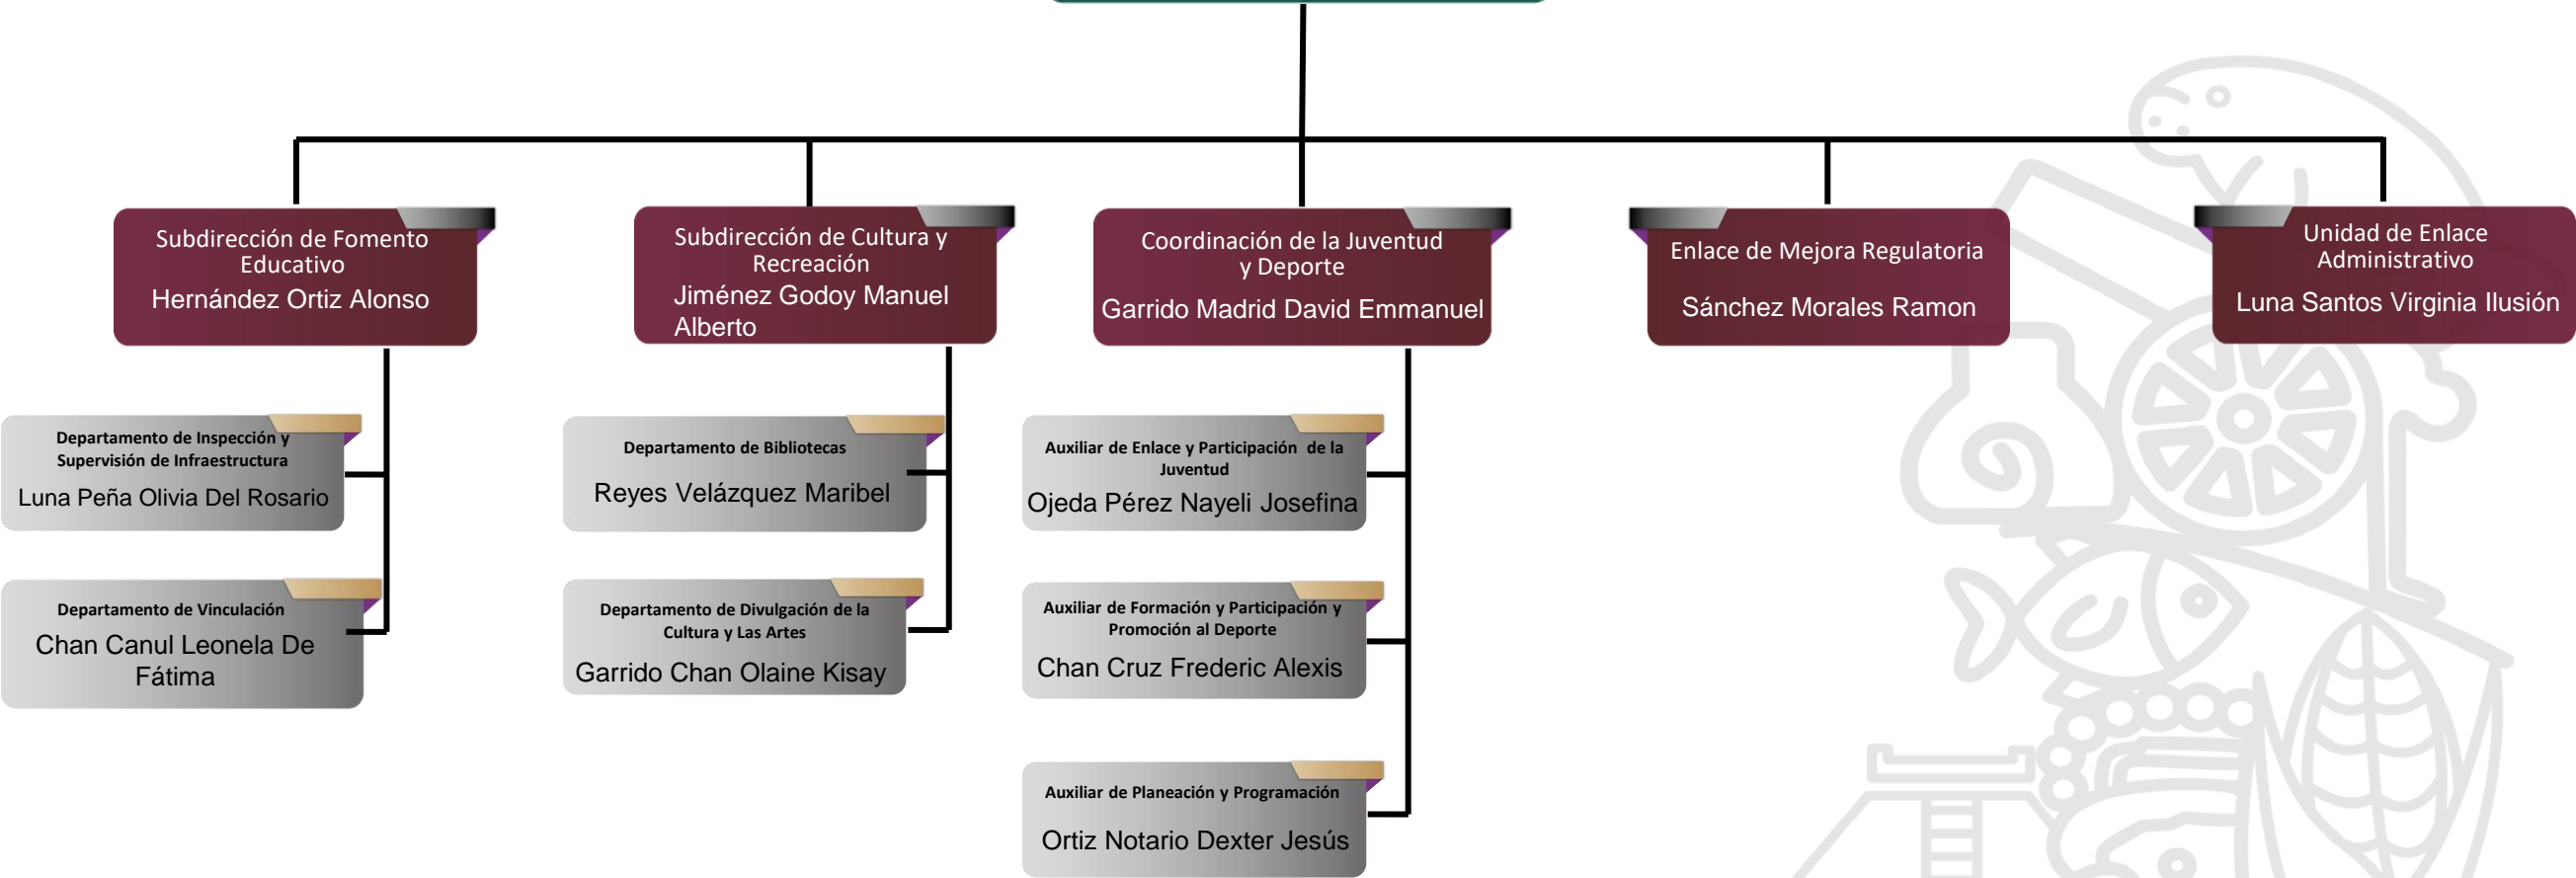 Subdirección de Fomento
Educativo
Hernández Ortiz Alonso
Subdirección de Cultura y
Recreación
Jiménez Godoy Manuel
Alberto
Coordinación de la Juventud
y Deporte
Garrido Madrid David Emmanuel
Enlace de Mejora Regulatoria
Sánchez Morales Ramon
Unidad de Enlace
Administrativo
Luna Santos Virginia Ilusión
Departamento de Inspección y
Supervisión de Infraestructura
Luna Peña Olivia Del Rosario
Departamento de Vinculación
Chan Canul Leonela De
Fátima
Departamento de Bibliotecas
Reyes Velázquez Maribel
Departamento de Divulgación de la
Cultura y Las Artes
Garrido Chan Olaine Kisay
Auxiliar de Enlace y Participación de la
Juventud
Ojeda Pérez Nayeli Josefina
Auxiliar de Formación y Participación y
Promoción al Deporte
Chan Cruz Frederic Alexis
Auxiliar de Planeación y Programación
Ortiz Notario Dexter Jesús